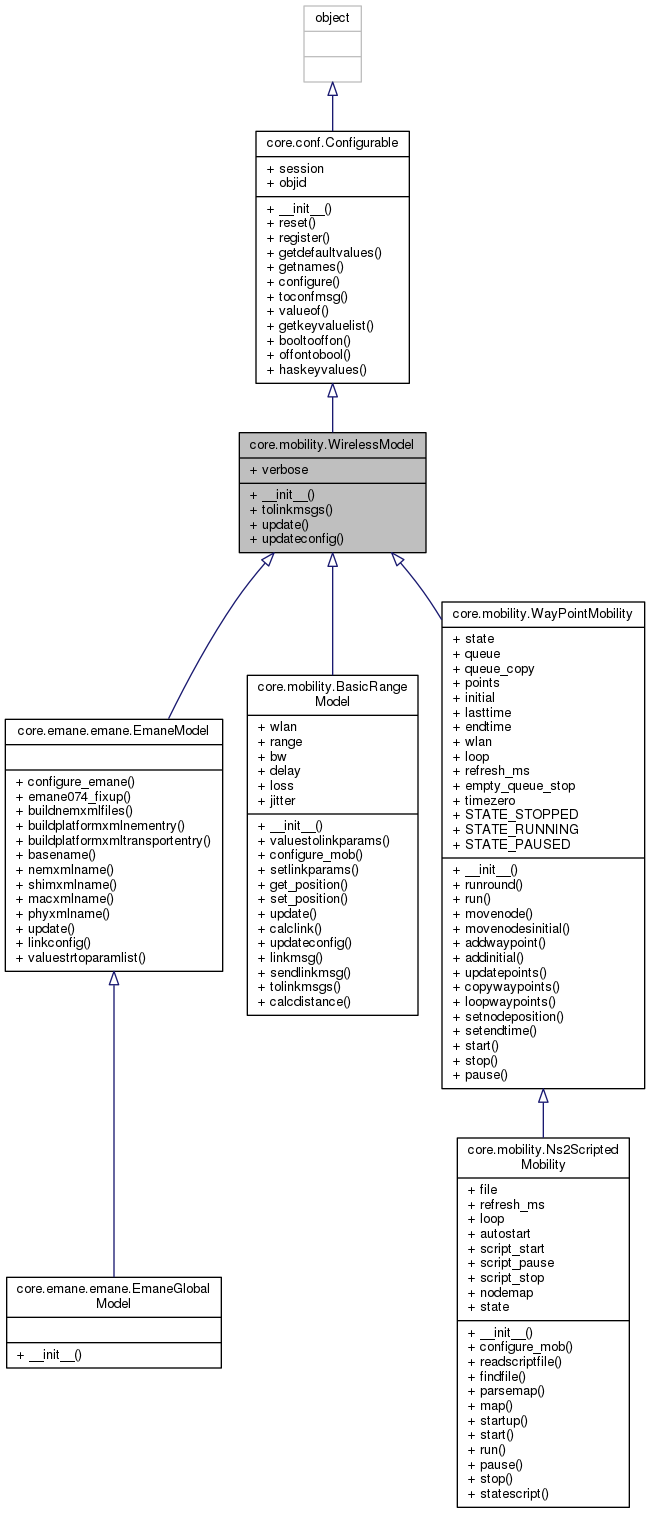 object
core.conf.Configurable
+ session
+ objid
+ __init__()
+ reset()
+ register()
+ getdefaultvalues()
+ getnames()
+ configure()
+ toconfmsg()
+ valueof()
+ getkeyvaluelist()
+ booltooffon()
+ offontobool()
+ haskeyvalues()
core.mobility.WirelessModel
+ verbose
+ __init__()
+ tolinkmsgs()
+ update()
+ updateconfig()
core.emane.emane.EmaneModel
+ configure_emane()
+ emane074_fixup()
+ buildnemxmlfiles()
+ buildplatformxmlnementry()
+ buildplatformxmltransportentry()
+ basename()
+ nemxmlname()
+ shimxmlname()
+ macxmlname()
+ phyxmlname()
+ update()
+ linkconfig()
+ valuestrtoparamlist()
core.mobility.BasicRange
Model
+ wlan
+ range
+ bw
+ delay
+ loss
+ jitter
+ __init__()
+ valuestolinkparams()
+ configure_mob()
+ setlinkparams()
+ get_position()
+ set_position()
+ update()
+ calclink()
+ updateconfig()
+ linkmsg()
+ sendlinkmsg()
+ tolinkmsgs()
+ calcdistance()
core.mobility.WayPointMobility
+ state
+ queue
+ queue_copy
+ points
+ initial
+ lasttime
+ endtime
+ wlan
+ loop
+ refresh_ms
+ empty_queue_stop
+ timezero
+ STATE_STOPPED
+ STATE_RUNNING
+ STATE_PAUSED
+ __init__()
+ runround()
+ run()
+ movenode()
+ movenodesinitial()
+ addwaypoint()
+ addinitial()
+ updatepoints()
+ copywaypoints()
+ loopwaypoints()
+ setnodeposition()
+ setendtime()
+ start()
+ stop()
+ pause()
core.emane.emane.EmaneGlobal
Model
+ __init__()
core.mobility.Ns2Scripted
Mobility
+ file
+ refresh_ms
+ loop
+ autostart
+ script_start
+ script_pause
+ script_stop
+ nodemap
+ state
+ __init__()
+ configure_mob()
+ readscriptfile()
+ findfile()
+ parsemap()
+ map()
+ startup()
+ start()
+ run()
+ pause()
+ stop()
+ statescript()